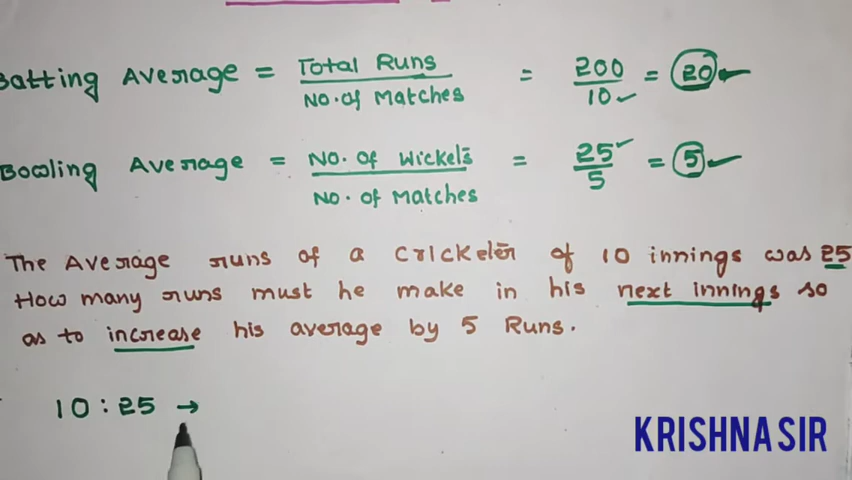 Batting Average = Total Runs / No. of Matches = 200 / 10 = 20
Bowling Average = No. of Wickets / No. of Matches = 25 / 5 = 5
The Average runs of a Cricketer of 10 innings was 25
How many runs must he make in his next innings so
as to increase his average by 5 Runs.
10 : 25 →
KRISHNA SIR